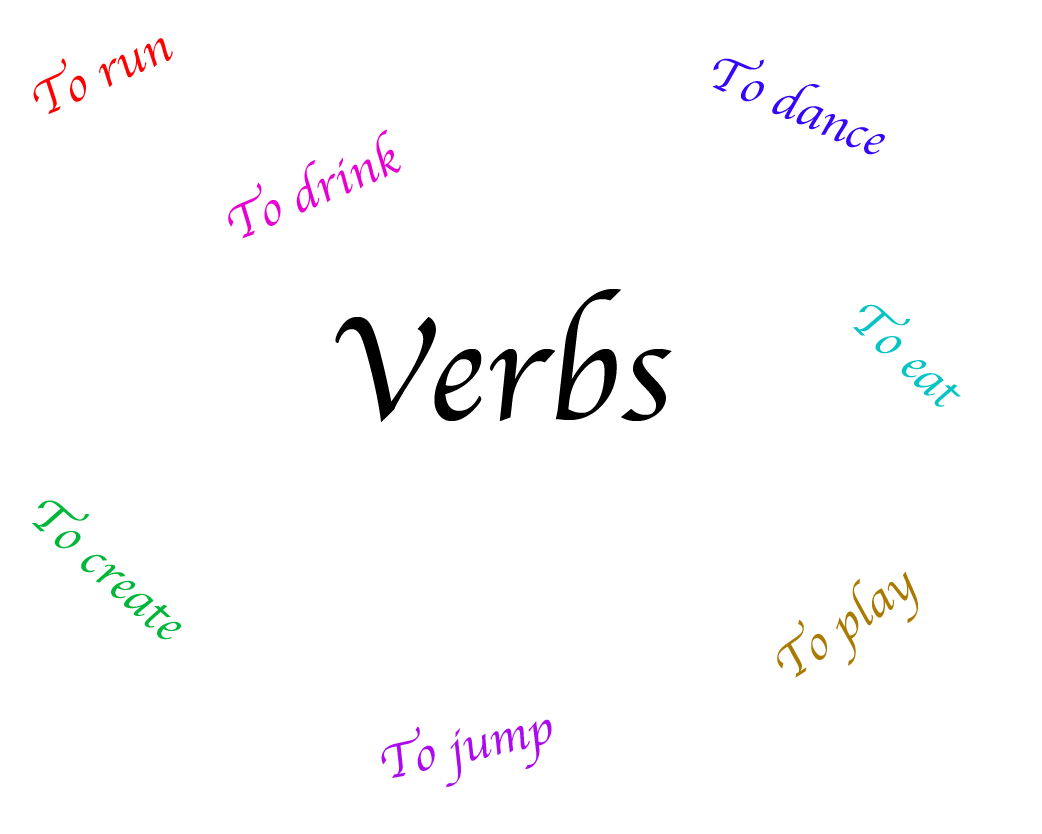 To run
To dance
To drink
Verbs
To eat
To create
To play
To jump